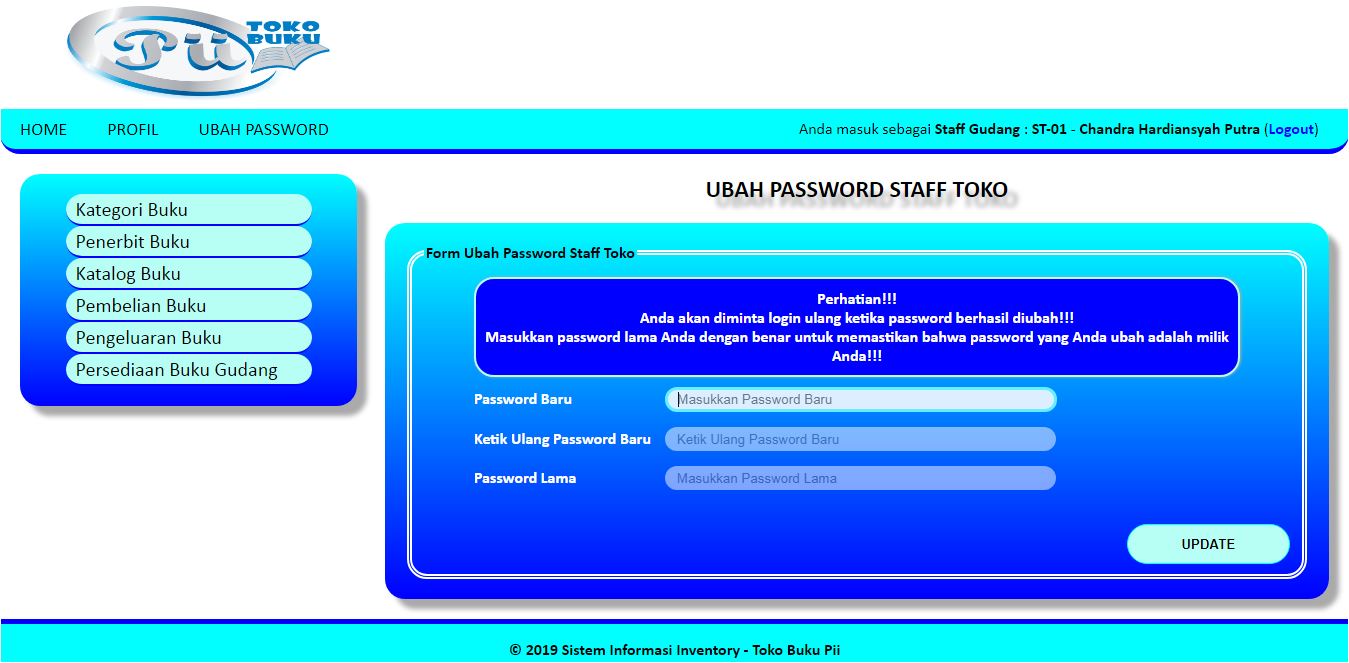 Pii TOKO
BUKU
HOME PROFIL UBAH PASSWORD Anda masuk sebagai Staff Gudang : ST-01 - Chandra Hardiansyah Putra (Logout)
Kategori Buku
Penerbit Buku
Katalog Buku
Pembelian Buku
Pengeluaran Buku
Persediaan Buku Gudang
UBAH PASSWORD STAFF TOKO
Form Ubah Password Staff Toko
Perhatian!!!
Anda akan diminta login ulang ketika password berhasil diubah!!!
Masukkan password lama Anda dengan benar untuk memastikan bahwa password yang Anda ubah adalah milik
Anda!!!
Password Baru Masukkan Password Baru
Ketik Ulang Password Baru Ketik Ulang Password Baru
Password Lama Masukkan Password Lama
UPDATE
© 2019 Sistem Informasi Inventory - Toko Buku Pii